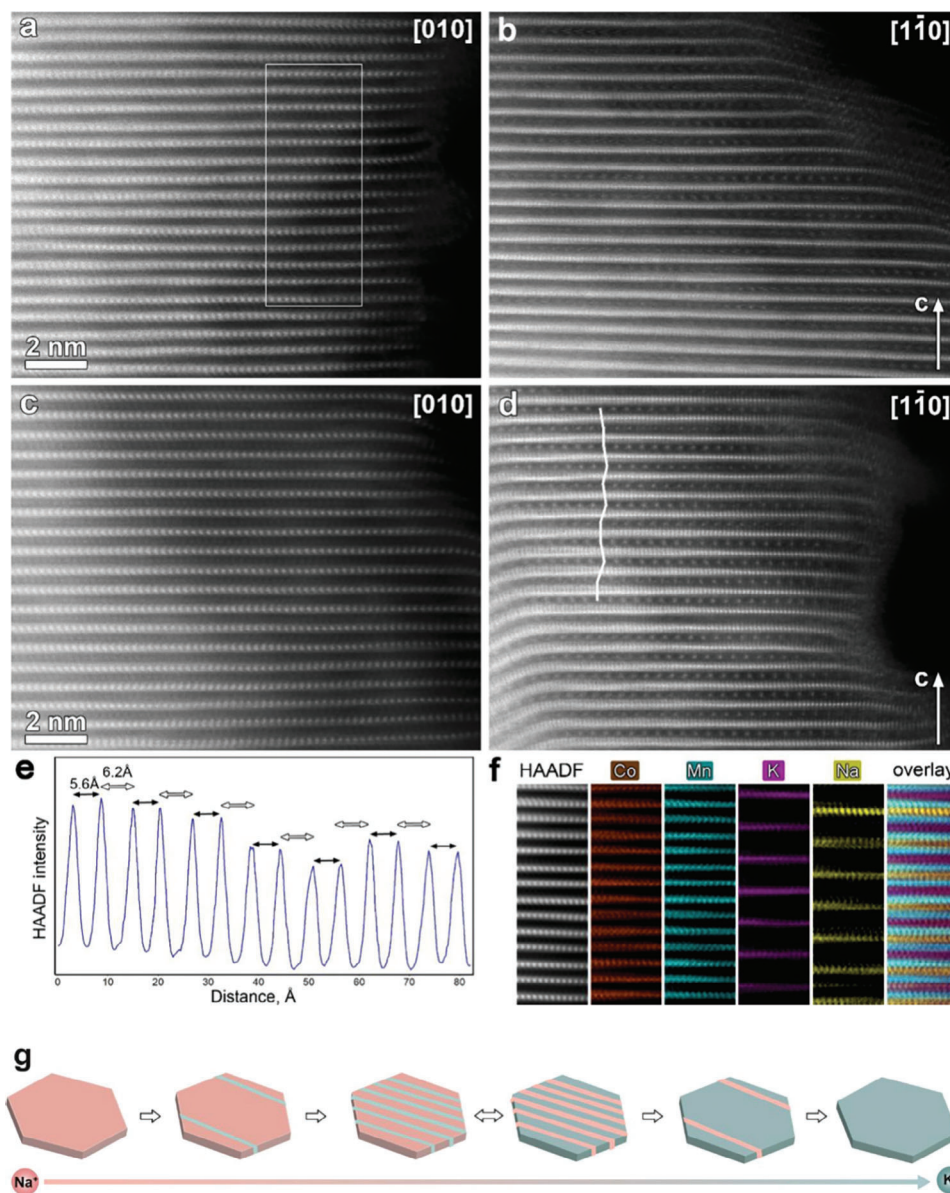 a [010]
b [11̄0]
2 nm
c
c [010]
d [11̄0]
2 nm
c
e
6.2Å
5.6Å
HAADF intensity
0 10 20 30 40 50 60 70 80
Distance, Å
f
HAADF Co Mn K Na overlay
g
Na⁺